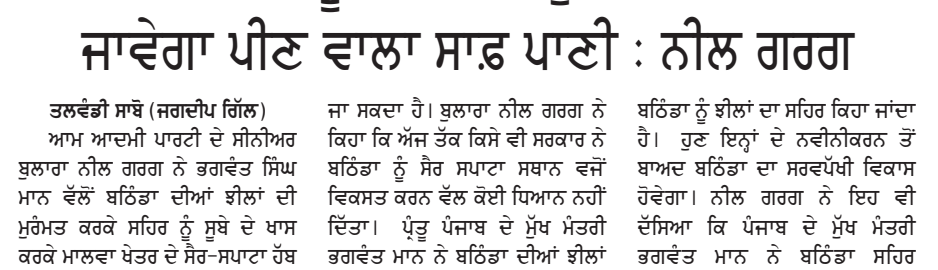 ਜਾਵੇਗਾ ਪੀਣ ਵਾਲਾ ਸਾਫ਼ ਪਾਣੀ : ਨੀਲ ਗਰਗ
ਤਲਵੰਡੀ ਸਾਬੋ (ਜਗਦੀਪ ਗਿੱਲ)
ਆਮ ਆਦਮੀ ਪਾਰਟੀ ਦੇ ਸੀਨੀਅਰ
ਬੁਲਾਰਾ ਨੀਲ ਗਰਗ ਨੇ ਭਗਵੰਤ ਸਿੰਘ
ਮਾਨ ਵੱਲੋਂ ਬਠਿੰਡਾ ਦੀਆਂ ਝੀਲਾਂ ਦੀ
ਮੁਰੰਮਤ ਕਰਕੇ ਸਹਿਰ ਨੂੰ ਸੂਬੇ ਦੇ ਖਾਸ
ਕਰਕੇ ਮਾਲਵਾ ਖੇਤਰ ਦੇ ਸੈਰ-ਸਪਾਟਾ ਹੱਬ
ਜਾ ਸਕਦਾ ਹੈ। ਬੁਲਾਰਾ ਨੀਲ ਗਰਗ ਨੇ
ਕਿਹਾ ਕਿ ਅੱਜ ਤੱਕ ਕਿਸੇ ਵੀ ਸਰਕਾਰ ਨੇ
ਬਠਿੰਡਾ ਨੂੰ ਸੈਰ ਸਪਾਟਾ ਸਥਾਨ ਵਜੋਂ
ਵਿਕਸਤ ਕਰਨ ਵੱਲ ਕੋਈ ਧਿਆਨ ਨਹੀਂ
ਦਿੱਤਾ। ਪ੍ਰੰਤੂ ਪੰਜਾਬ ਦੇ ਮੁੱਖ ਮੰਤਰੀ
ਭਗਵੰਤ ਮਾਨ ਨੇ ਬਠਿੰਡਾ ਦੀਆਂ ਝੀਲਾਂ
ਬਠਿੰਡਾ ਨੂੰ ਝੀਲਾਂ ਦਾ ਸਹਿਰ ਕਿਹਾ ਜਾਂਦਾ
ਹੈ। ਹੁਣ ਇਨ੍ਹਾਂ ਦੇ ਨਵੀਨੀਕਰਨ ਤੋਂ
ਬਾਅਦ ਬਠਿੰਡਾ ਦਾ ਸਰਵਪੱਖੀ ਵਿਕਾਸ
ਹੋਵੇਗਾ। ਨੀਲ ਗਰਗ ਨੇ ਇਹ ਵੀ
ਦੱਸਿਆ ਕਿ ਪੰਜਾਬ ਦੇ ਮੁੱਖ ਮੰਤਰੀ
ਭਗਵੰਤ ਮਾਨ ਨੇ ਬਠਿੰਡਾ ਸਹਿਰ